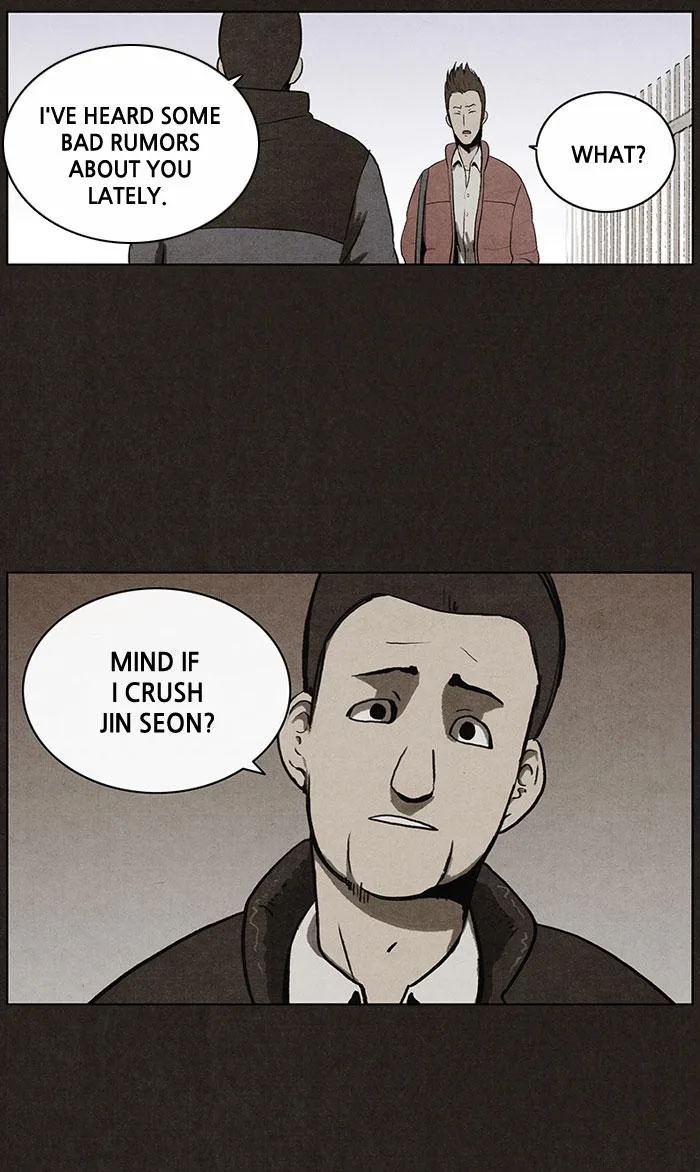 I'VE HEARD SOME
BAD RUMORS
ABOUT YOU
LATELY.
WHAT?
MIND IF
I CRUSH
JIN SEON?